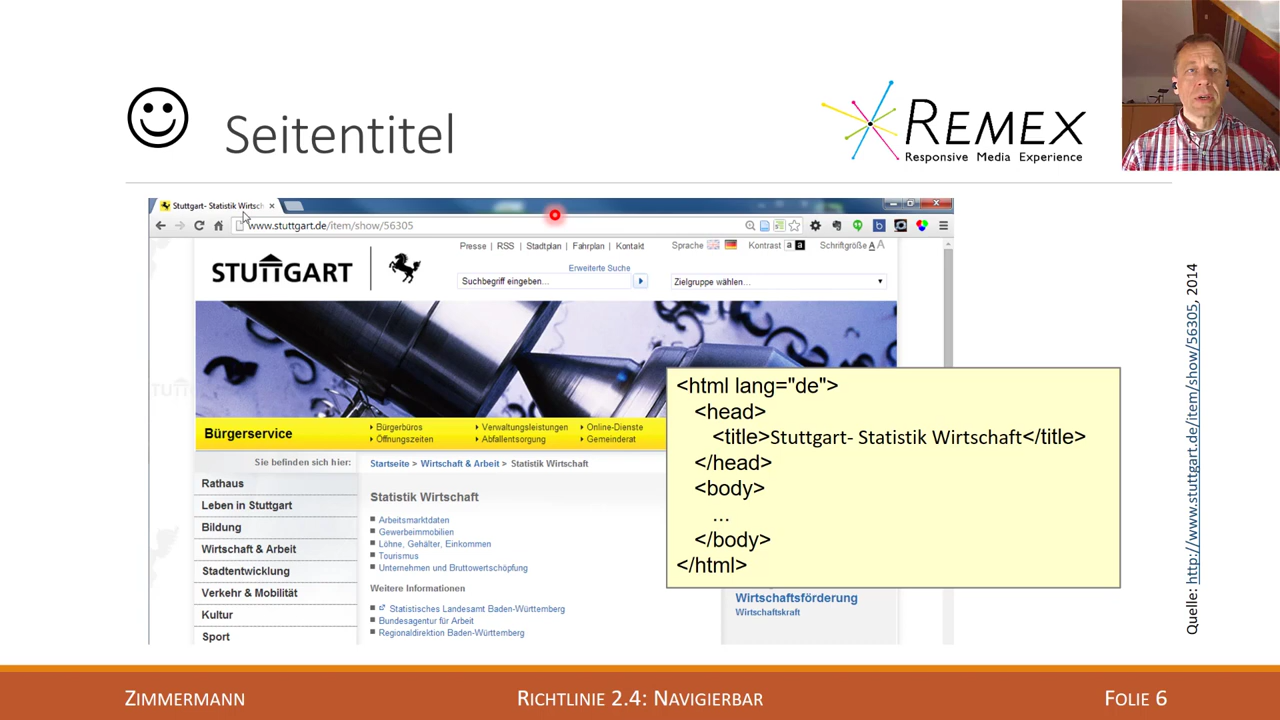 Seitentitel
REMEX
Responsive Media Experience
Stuttgart- Statistik Wirtsch
www.stuttgart.de/item/show/56305
Presse | RSS | Stadtplan | Fahrplan | Kontakt
Sprache
Kontrast a a
Schriftgröße A A
STUTTGART
Erweiterte Suche
Suchbegriff eingeben...
Zielgruppe wählen...
Bürgerservice
Bürgerbüros
Verwaltungsleistungen
Online-Dienste
Öffnungszeiten
Abfallentsorgung
Gemeinderat
Sie befinden sich hier:
Startseite > Wirtschaft & Arbeit > Statistik Wirtschaft
Rathaus
Leben in Stuttgart
Bildung
Wirtschaft & Arbeit
Stadtentwicklung
Verkehr & Mobilität
Kultur
Sport
Statistik Wirtschaft
Arbeitsmarktdaten
Gewerbeimmobilien
Löhne, Gehälter, Einkommen
Tourismus
Unternehmen und Bruttowertschöpfung
Weitere Informationen
Statistisches Landesamt Baden-Württemberg
Bundesagentur für Arbeit
Regionaldirektion Baden-Württemberg
<html lang="de">
<head>
<title>Stuttgart- Statistik Wirtschaft</title>
</head>
<body>
...
</body>
</html>
Wirtschaftsförderung
Wirtschaftskraft
Quelle: http://www.stuttgart.de/item/show/56305, 2014
ZIMMERMANN
RICHTLINIE 2.4: NAVIGIERBAR
FOLIE 6